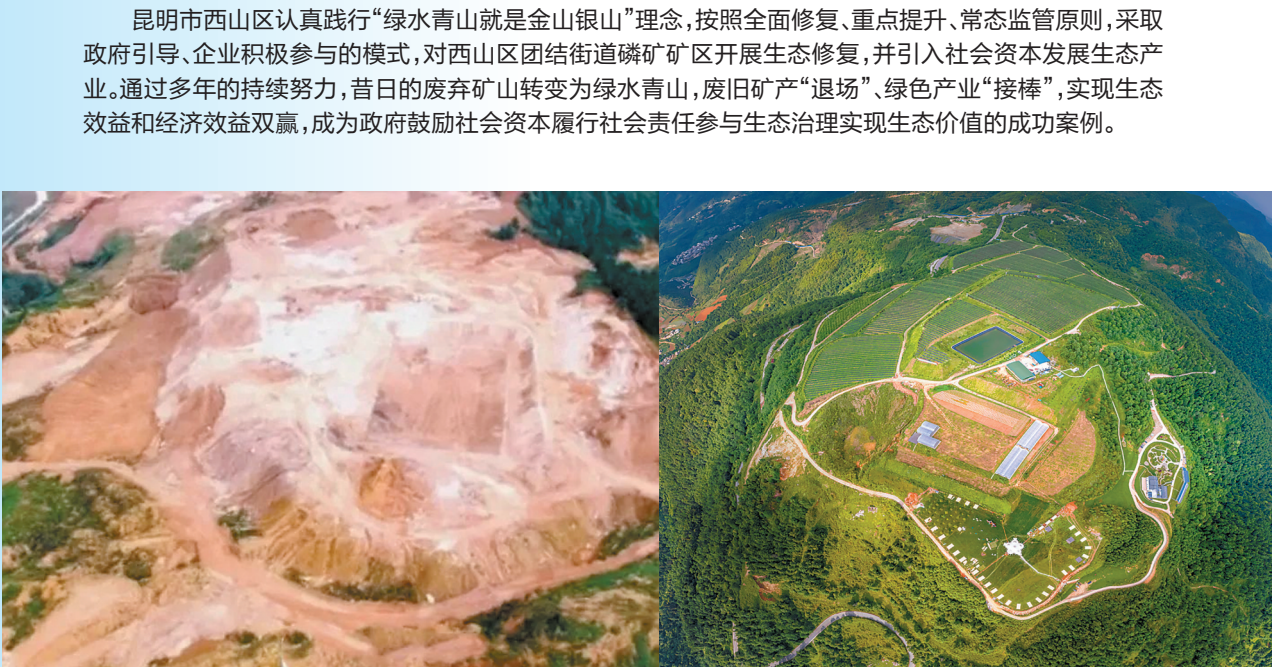 昆明市西山区认真践行“绿水青山就是金山银山”理念，按照全面修复、重点提升、常态监管原则，采取
政府引导、企业积极参与的模式，对西山区团结街道磷矿矿区开展生态修复，并引入社会资本发展生态产
业。通过多年的持续努力，昔日的废弃矿山转变为绿水青山，废旧矿产“退场”、绿色产业“接棒”，实现生态
效益和经济效益双赢，成为政府鼓励社会资本履行社会责任参与生态治理实现生态价值的成功案例。